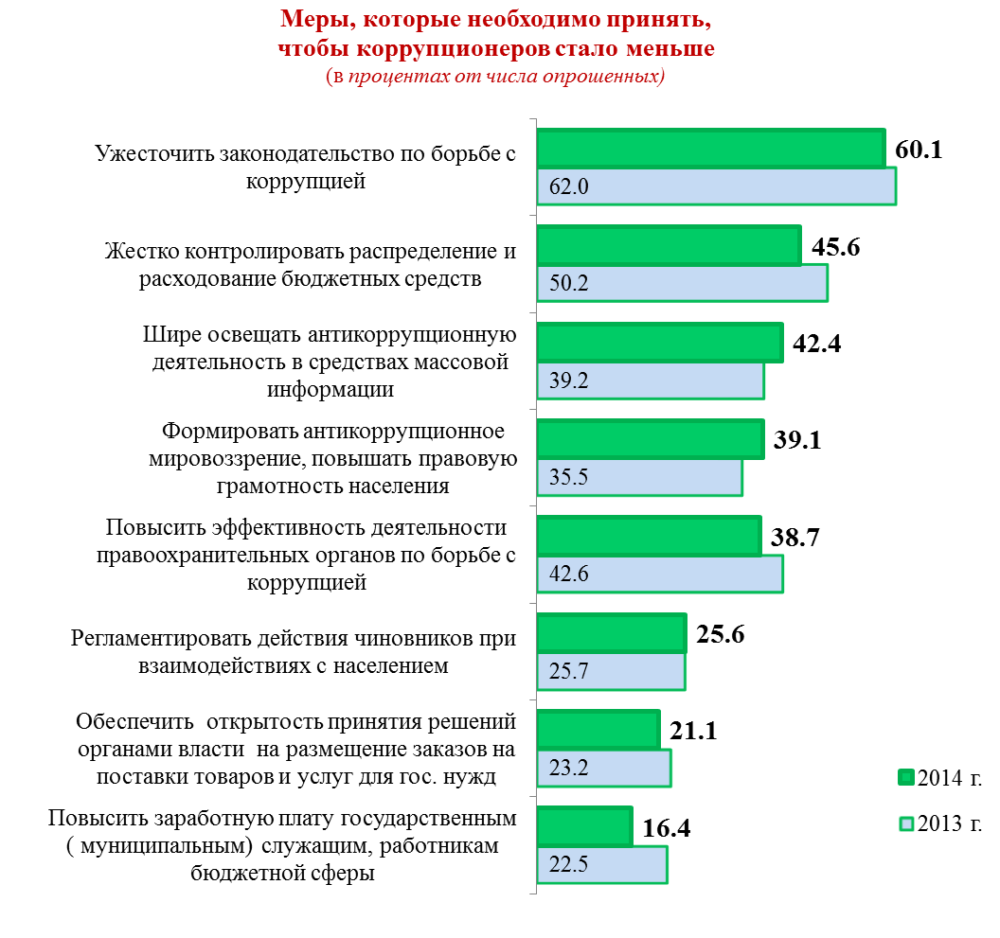 Меры, которые необходимо принять,
чтобы коррупционеров стало меньше
(в процентах от числа опрошенных)
Ужесточить законодательство по борьбе с
коррупцией
60.1
62.0
Жестко контролировать распределение и
расходование бюджетных средств
45.6
50.2
Шире освещать антикоррупционную
деятельность в средствах массовой
информации
42.4
39.2
Формировать антикоррупционное
мировоззрение, повышать правовую
грамотность населения
39.1
35.5
Повысить эффективность деятельности
правоохранительных органов по борьбе с
коррупцией
38.7
42.6
Регламентировать действия чиновников при
взаимодействиях с населением
25.6
25.7
Обеспечить открытость принятия решений
органами власти на размещение заказов на
поставки товаров и услуг для гос. нужд
21.1
23.2
Повысить заработную плату государственным
( муниципальным) служащим, работникам
бюджетной сферы
16.4
22.5
2014 г.
2013 г.